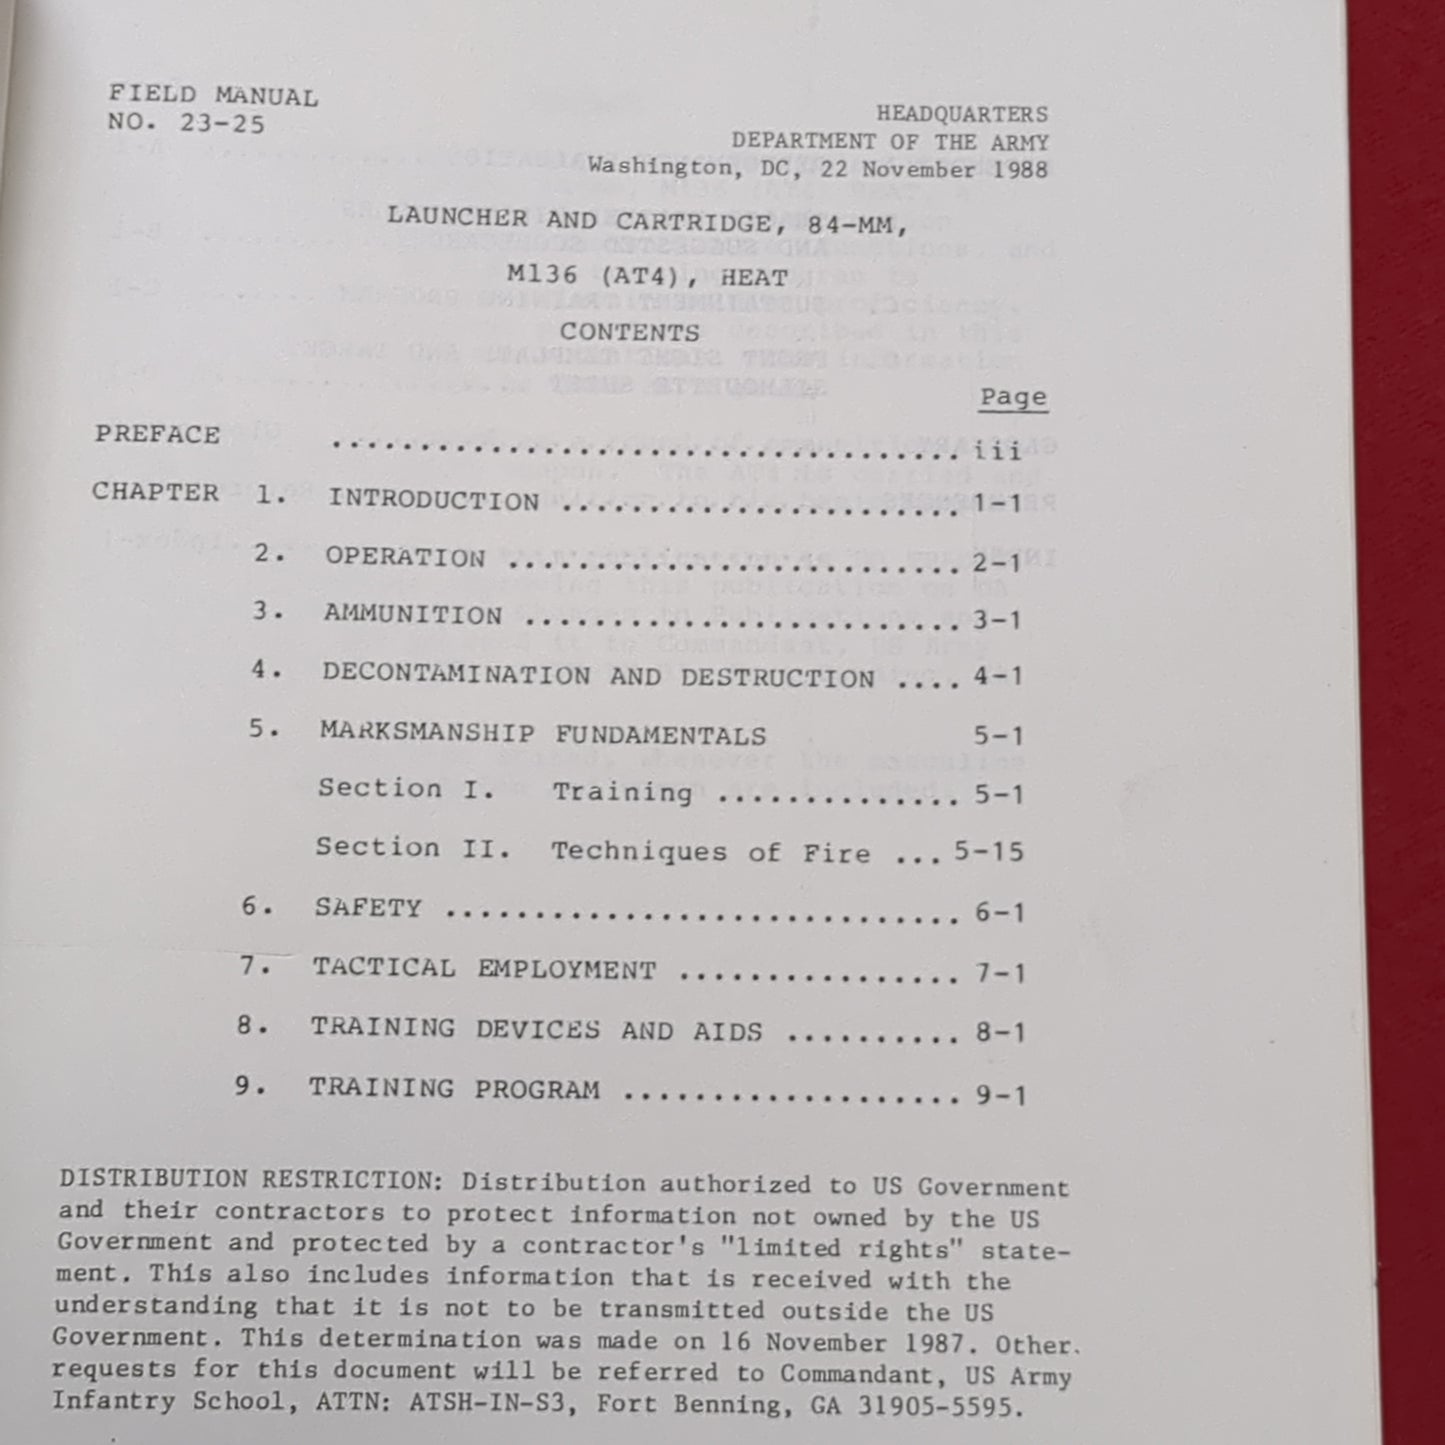 FIELD MANUAL
NO. 23-25
HEADQUARTERS
DEPARTMENT OF THE ARMY
Washington, DC, 22 November 1988
LAUNCHER AND CARTRIDGE, 84-MM,
M136 (AT4), HEAT
CONTENTS
Page
PREFACE .................................... iii
CHAPTER 1. INTRODUCTION ....................... 1-1
2. OPERATION .......................... 2-1
3. AMMUNITION ......................... 3-1
4. DECONTAMINATION AND DESTRUCTION .... 4-1
5. MARKSMANSHIP FUNDAMENTALS 5-1
Section I. Training .............. 5-1
Section II. Techniques of Fire ... 5-15
6. SAFETY .............................. 6-1
7. TACTICAL EMPLOYMENT ................ 7-1
8. TRAINING DEVICES AND AIDS .......... 8-1
9. TRAINING PROGRAM ................... 9-1
DISTRIBUTION RESTRICTION: Distribution authorized to US Government
and their contractors to protect information not owned by the US
Government and protected by a contractor's "limited rights" state-
ment. This also includes information that is received with the
understanding that it is not to be transmitted outside the US
Government. This determination was made on 16 November 1987. Other
requests for this document will be referred to Commandant, US Army
Infantry School, ATTN: ATSH-IN-S3, Fort Benning, GA 31905-5595.